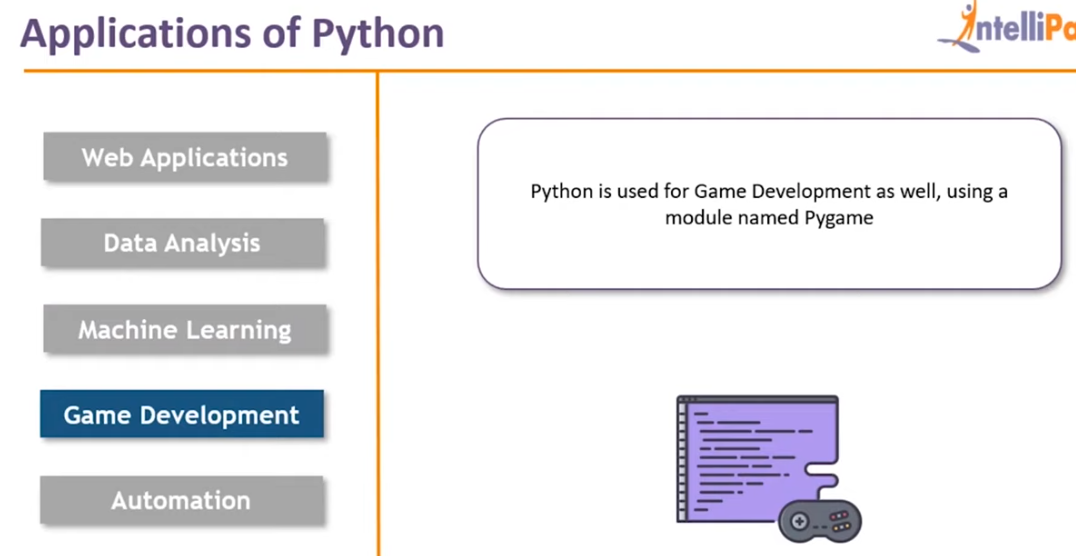 Applications of Python
IntelliPa
Web Applications
Data Analysis
Machine Learning
Game Development
Automation
Python is used for Game Development as well, using a
module named Pygame